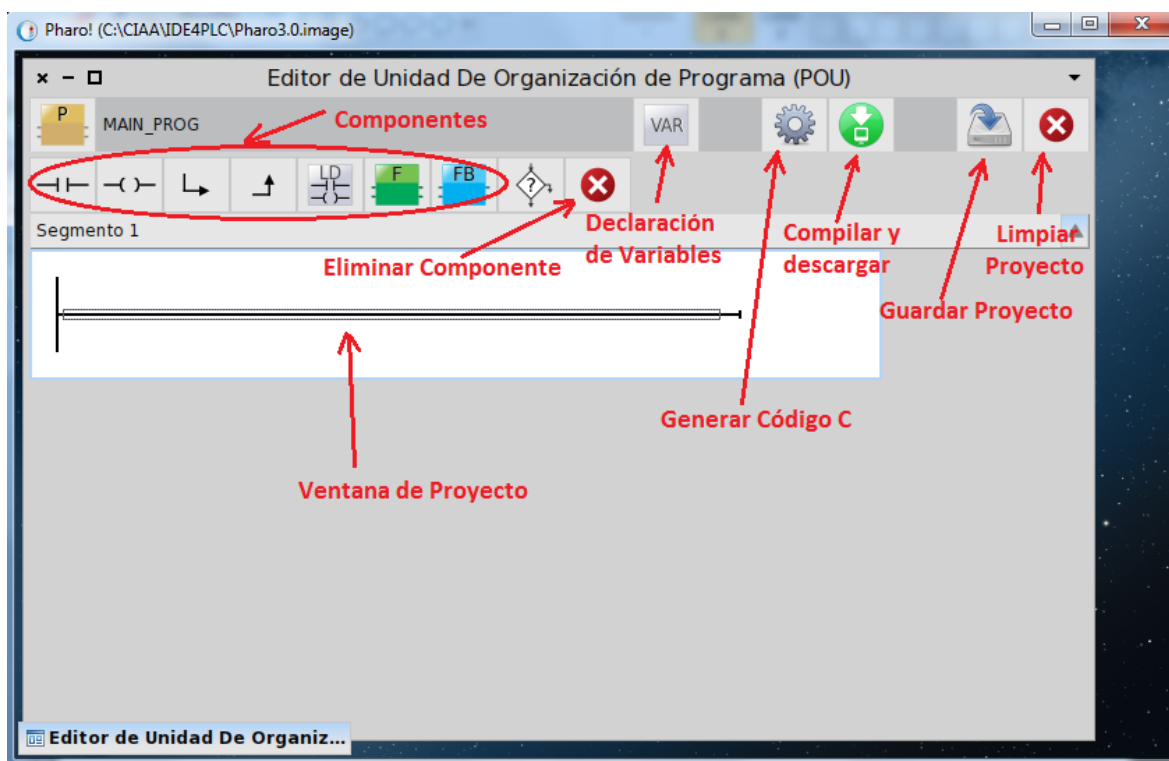 Pharo! (C:\CIAA\IDE4PLC\Pharo3.0.image)
Editor de Unidad De Organización de Programa (POU)
P
MAIN_PROG
Componentes
VAR
LD
F
FB
?
Segmento 1
Eliminar Componente
Declaración
de Variables
Compilar y
descargar
Limpiar
Proyecto
Guardar Proyecto
Generar Código C
Ventana de Proyecto
Editor de Unidad De Organiz...